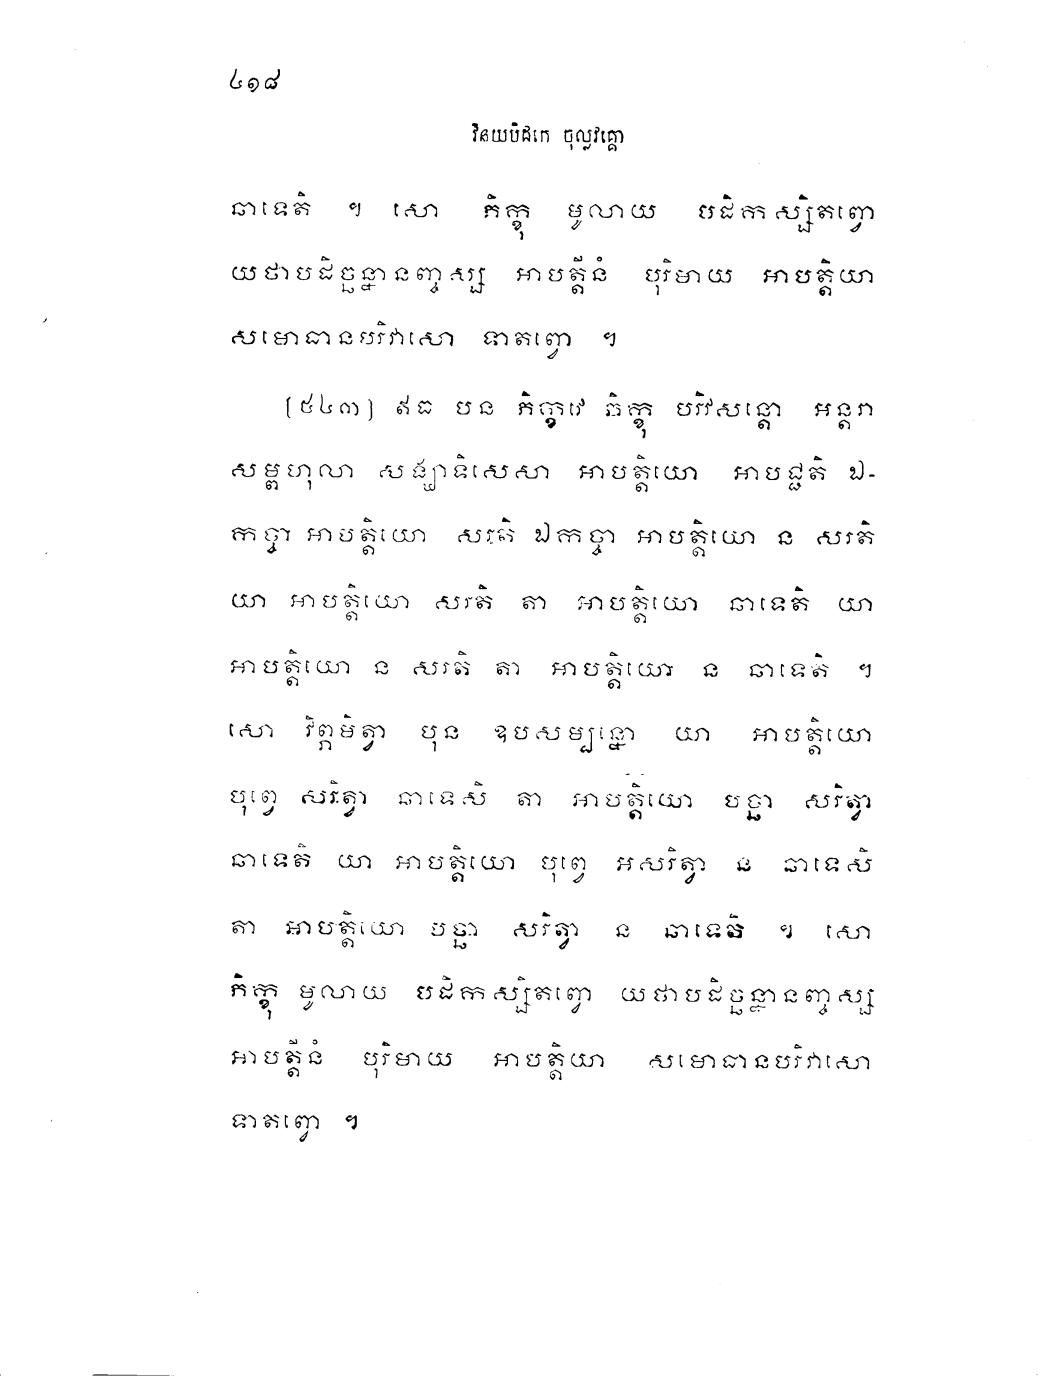 ៤១៨
វិនយបិដកេ ចុល្លវគ្គោ
ឆាទេតិ ។ សោ ភិក្ខុ មូលាយ បដិកស្សិតព្វោ
យថាបដិច្ឆន្នានញ្ចស្ស អាបត្តីនំ បុរិមាយ អាបត្តិយា
សមោធានបរិវាសោ ទាតព្វោ ។
[៥៤៣] ឥធ បន ភិក្ខវេ ភិក្ខុ បរិវសន្តោ អន្តរា
សម្ពហុលា សង្ឃាទិសេសា អាបត្តិយោ អាបជ្ជតិ ឯ-
កច្ចា អាបត្តិយោ សរតិ ឯកច្ចា អាបត្តិយោ ន សរតិ
យា អាបត្តិយោ សរតិ តា អាបត្តិយោ ឆាទេតិ យា
អាបត្តិយោ ន សរតិ តា អាបត្តិយោ ន ឆាទេតិ ។
សោ វិព្ភមិត្វា បុន ឧបសម្បន្នោ យា អាបត្តិយោ
បុព្វេ សរិត្វា ឆាទេសិ តា អាបត្តិយោ បច្ឆា សរិត្វា
ឆាទេតិ យា អាបត្តិយោ បុព្វេ អសរិត្វា ន ឆាទេសិ
តា អាបត្តិយោ បច្ឆា សរិត្វា ន ឆាទេតិ ។ សោ
ភិក្ខុ មូលាយ បដិកស្សិតព្វោ យថាបដិច្ឆន្នានញ្ចស្ស
អាបត្តីនំ បុរិមាយ អាបត្តិយា សមោធានបរិវាសោ
ទាតព្វោ ។